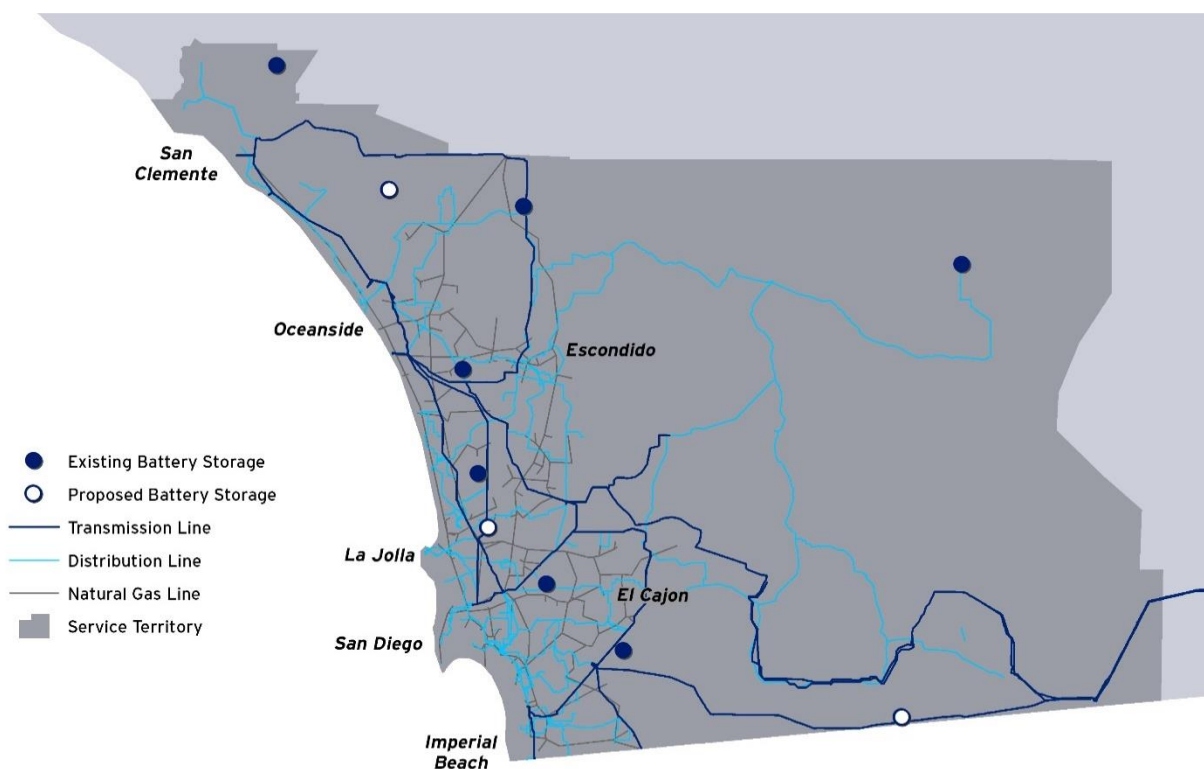 San
Clemente
Oceanside
Escondido
Existing Battery Storage
Proposed Battery Storage
Transmission Line
La Jolla
Distribution Line
Natural Gas Line
El Cajon
Service Territory
San Diego
Imperial
Beach